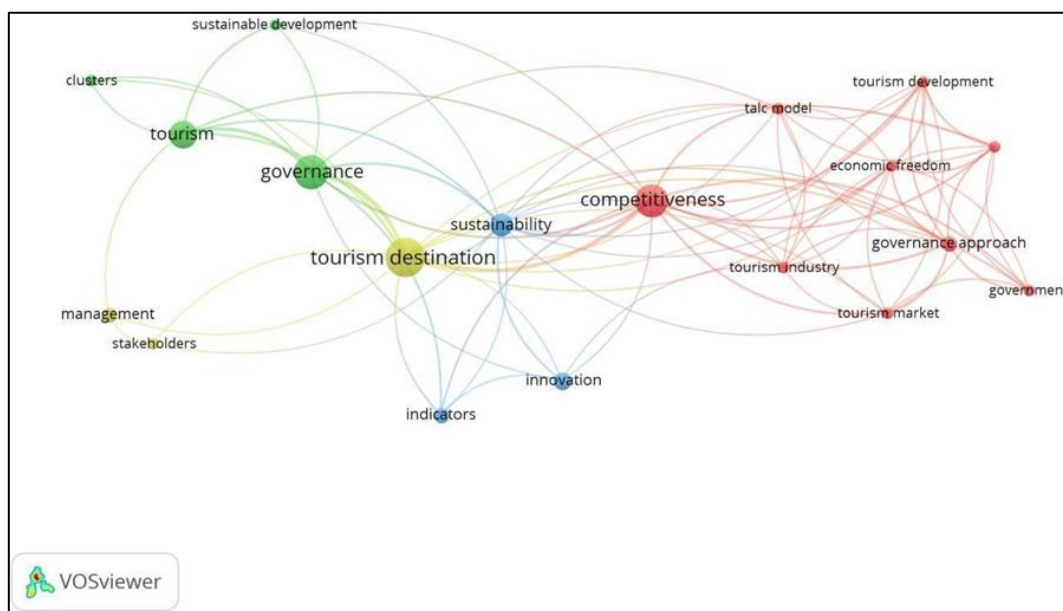 sustainable development
clusters
tourism development
talc model
tourism
economic freedom
governance
competitiveness
sustainability
governance approach
tourism destination
tourism industry
government
tourism market
management
stakeholders
innovation
indicators
VOSviewer